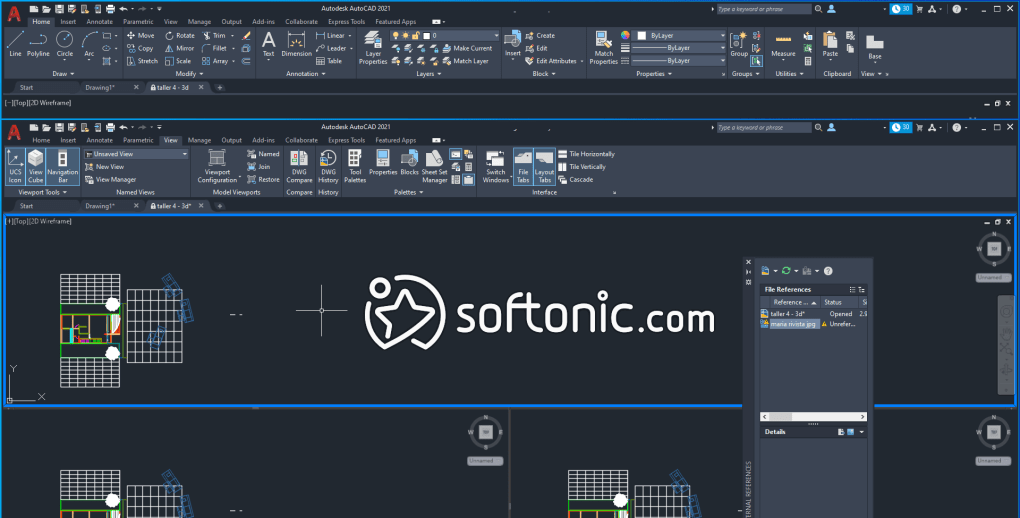 Autodesk AutoCAD 2021
Type a keyword or phrase
30
Home Insert Annotate Parametric View Manage Output Add-ins Collaborate Express Tools Featured Apps
Line Polyline Circle Arc
Move Rotate Trim
Copy Mirror Fillet
Stretch Scale Array
Text Dimension
Linear
Leader
Table
Layer Properties
0
Make Current
Match Layer
Insert
Create
Edit
Edit Attributes
Match Properties
ByLayer
ByLayer
ByLayer
Group
Measure
Paste
Base
Draw Modify Annotation Layers Block Properties Groups Utilities Clipboard View
Start Drawing1* taller 4 - 3d
[-][Top][2D Wireframe]
Autodesk AutoCAD 2021
Type a keyword or phrase
30
Home Insert Annotate Parametric View Manage Output Add-ins Collaborate Express Tools Featured Apps
UCS Icon
View Cube
Navigation Bar
Unsaved View
New View
View Manager
Viewport Configuration
Named
Join
Restore
DWG Compare
DWG History
Tool Palettes
Properties
Blocks
Sheet Set Manager
Switch Windows
File Tabs
Layout Tabs
Tile Horizontally
Tile Vertically
Cascade
Viewport Tools Named Views Model Viewports Compare History Palettes Interface
Start Drawing1* taller 4 - 3d*
[+][Top][2D Wireframe]
N
W E
S
Unnamed
softonic.com
File References
Reference ... Status Si
taller 4 - 3d* Opened 2.9
maria rivista jpg Unrefer...
Details
EXTERNAL REFERENCES
Y
X
N
W E
S
Unnamed
N
W E
S
Unnamed